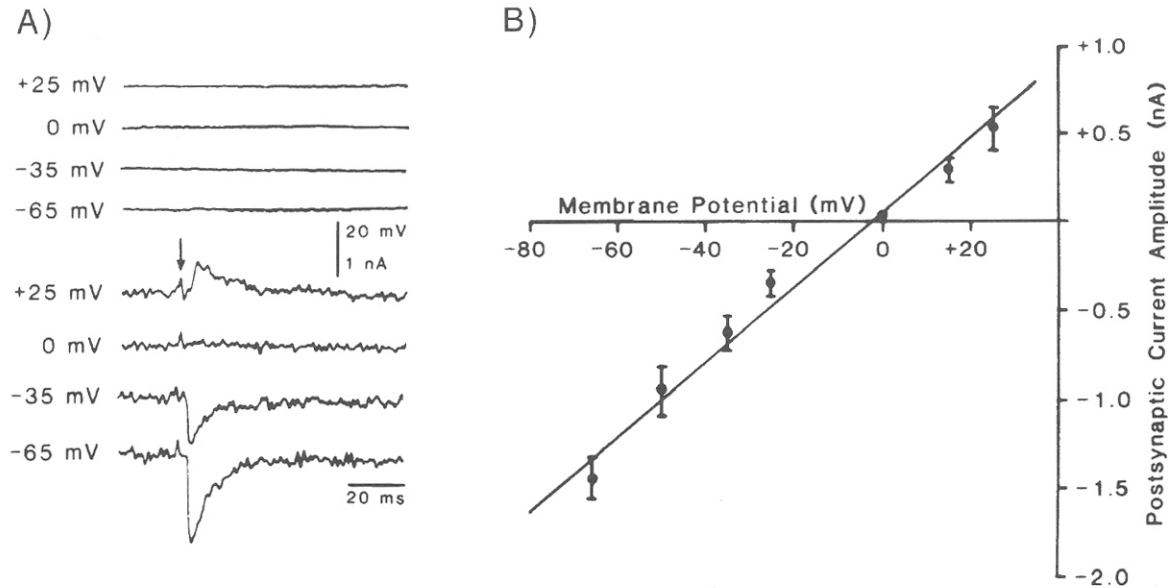 A)
+25 mV
0 mV
-35 mV
-65 mV
20 mV
1 nA
+25 mV
0 mV
-35 mV
-65 mV
20 ms
B)
Membrane Potential (mV)
-80
-60
-40
-20
0
+20
+1.0
+0.5
-0.5
-1.0
-1.5
-2.0
Postsynaptic Current Amplitude (nA)